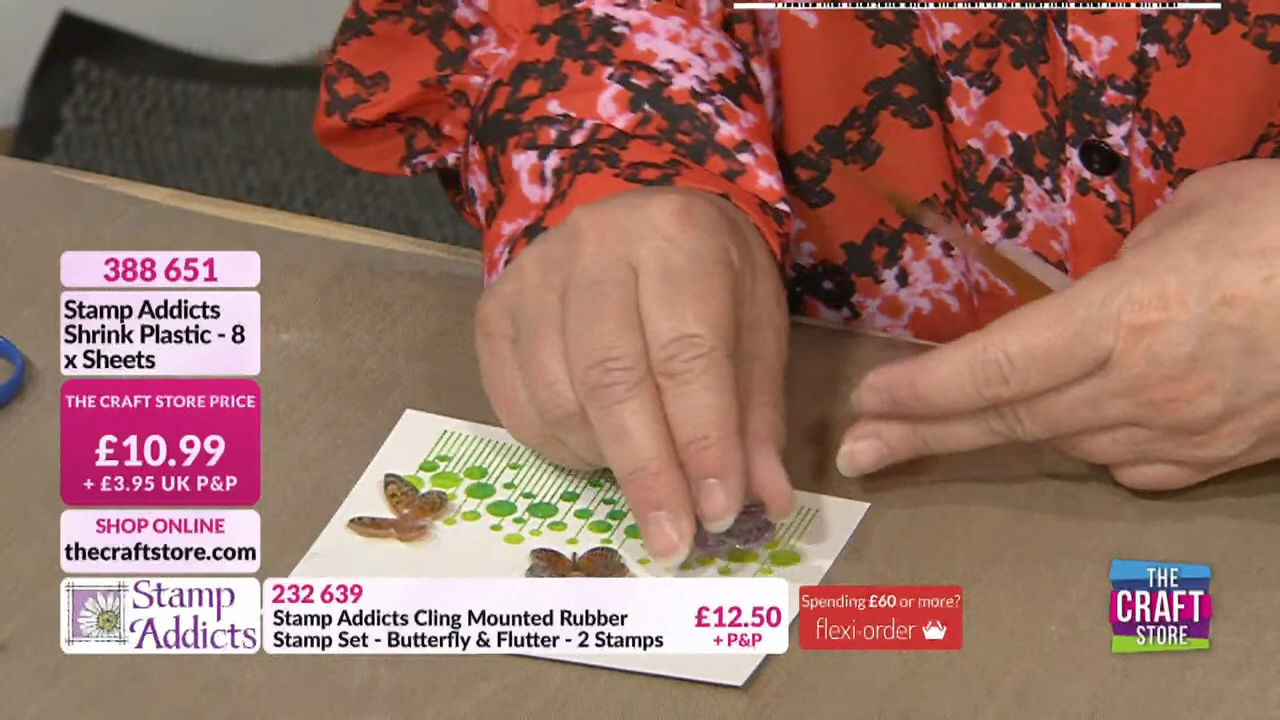 388 651
Stamp Addicts
Shrink Plastic - 8
x Sheets
THE CRAFT STORE PRICE
£10.99
+ £3.95 UK P&P
SHOP ONLINE
thecraftstore.com
Stamp
Addicts
232 639
Stamp Addicts Cling Mounted Rubber
Stamp Set - Butterfly & Flutter - 2 Stamps
£12.50
+ P&P
Spending £60 or more?
flexi-order
THE
CRAFT
STORE